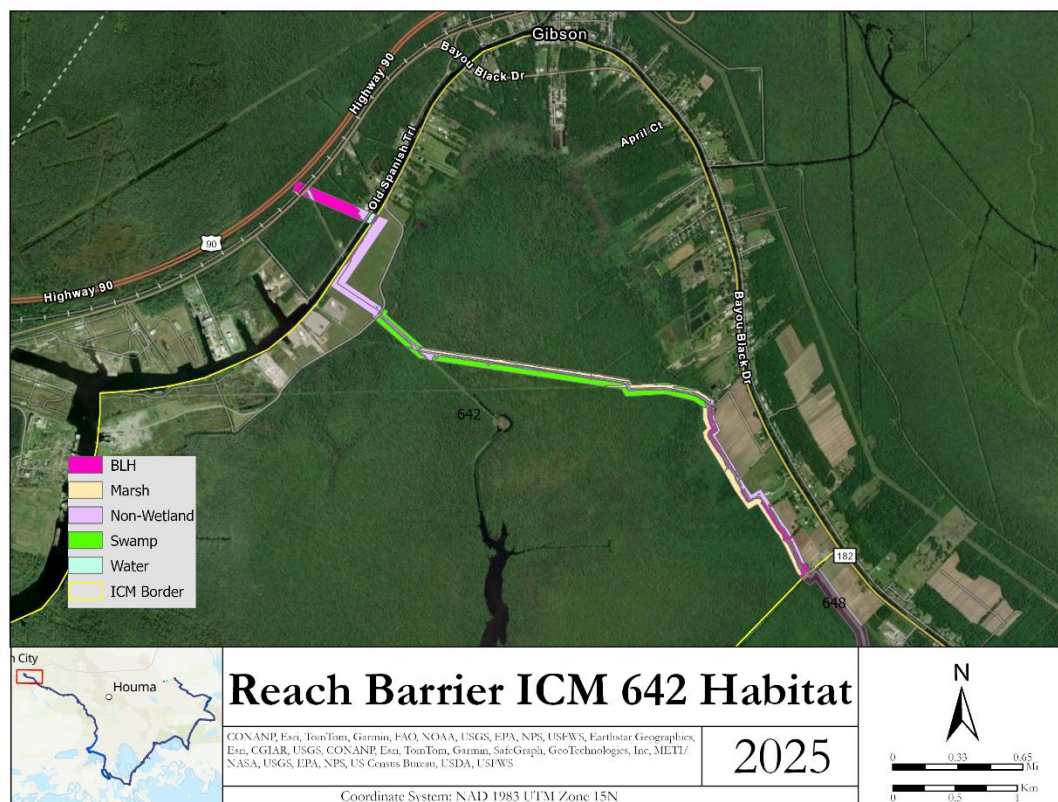 Gibson
Bayou Black Dr
Highway 90
April Ct
Old Spanish Trl
90
Highway 90
Bayou Black Dr
642
182
648
BLH
Marsh
Non-Wetland
Swamp
Water
ICM Border
n City
Houma
Reach Barrier ICM 642 Habitat
CONANP, Esri, TomTom, Garmin, FAO, NOAA, USGS, EPA, NPS, USFWS, Earthstar Geographics,
Esri, CGIAR, USGS, CONANP, Esri, TomTom, Garmin, SafeGraph, GeoTechnologies, Inc, METI/
NASA, USGS, EPA, NPS, US Census Bureau, USDA, USFWS
2025
Coordinate System: NAD 1983 UTM Zone 15N
N
0 0.33 0.65
Mi
Km
0 0.5 1